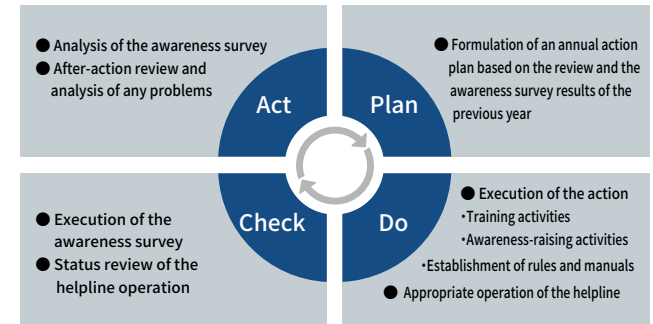 ● Analysis of the awareness survey
● After-action review and
analysis of any problems
Act
● Formulation of an annual action
plan based on the review and the
awareness survey results of the
previous year
Plan
● Execution of the
awareness survey
● Status review of the
helpline operation
Check
● Execution of the action
・Training activities
・Awareness-raising activities
・Establishment of rules and manuals
● Appropriate operation of the helpline
Do